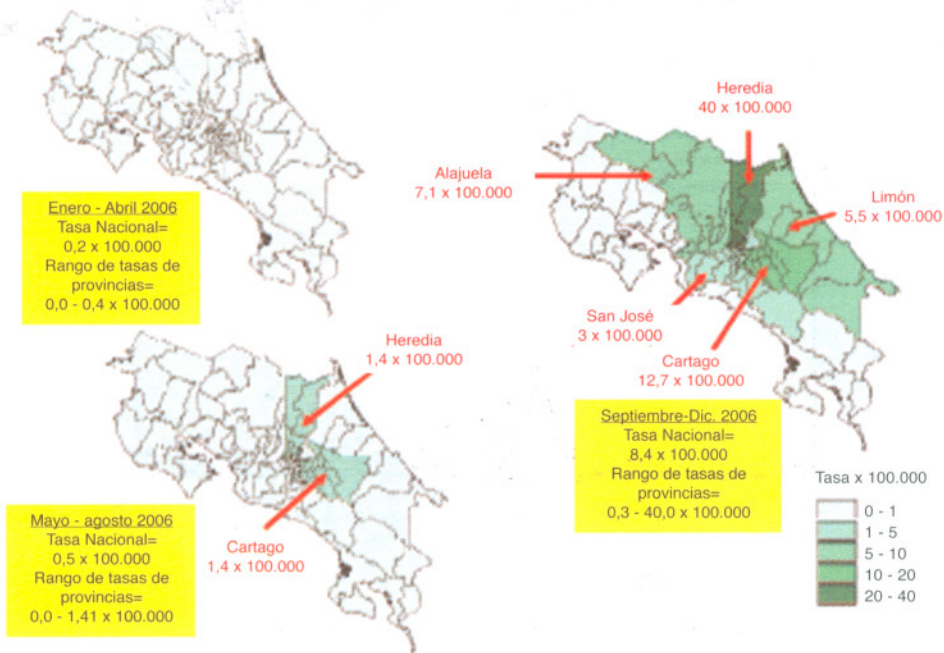 Enero - Abril 2006
Tasa Nacional=
0,2 x 100.000
Rango de tasas de
provincias=
0,0 - 0,4 x 100.000
Heredia
1,4 x 100.000
Cartago
1,4 x 100.000
Mayo - agosto 2006
Tasa Nacional=
0,5 x 100.000
Rango de tasas de
provincias=
0,0 - 1,41 x 100.000
Heredia
40 x 100.000
Alajuela
7,1 x 100.000
Limón
5,5 x 100.000
San José
3 x 100.000
Cartago
12,7 x 100.000
Septiembre-Dic. 2006
Tasa Nacional=
8,4 x 100.000
Rango de tasas de
provincias=
0,3 - 40,0 x 100.000
Tasa x 100.000
0 - 1
1 - 5
5 - 10
10 - 20
20 - 40